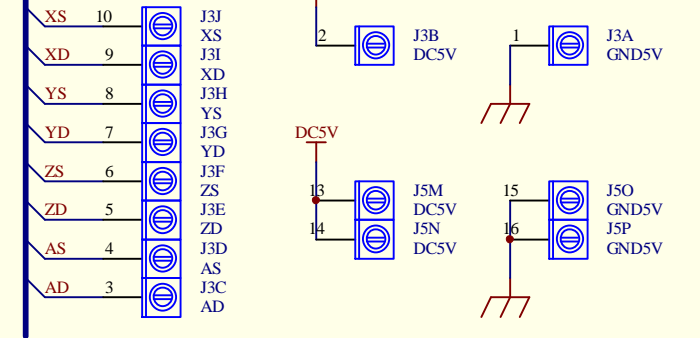 XS 10 J3J
XS
XD 9 J3I
XD
YS 8 J3H
YS
YD 7 J3G
YD
ZS 6 J3F
ZS
ZD 5 J3E
ZD
AS 4 J3D
AS
AD 3 J3C
AD
2 J3B
DC5V
1 J3A
GND5V
DC5V
13 J5M
DC5V
14 J5N
DC5V
15 J5O
GND5V
16 J5P
GND5V